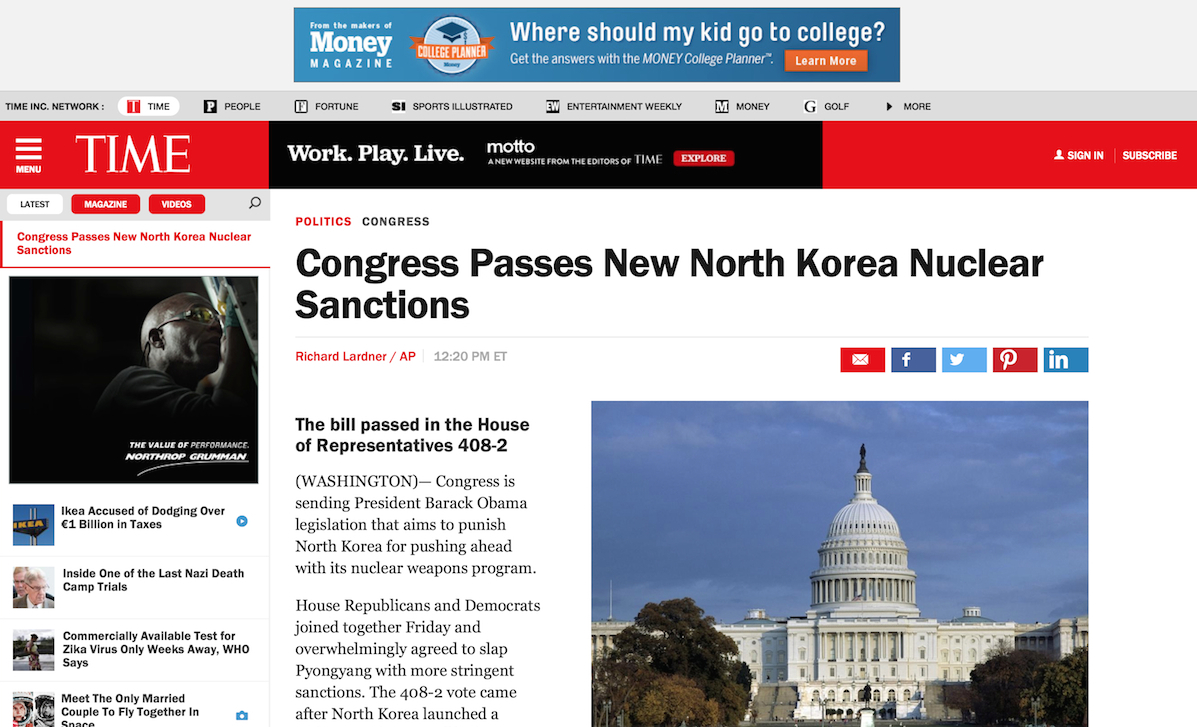 From the makers of
Money
MAGAZINE
COLLEGE PLANNER
Money
Where should my kid go to college?
Get the answers with the MONEY College Planner™.
Learn More
TIME INC. NETWORK :
T TIME
P PEOPLE
F FORTUNE
SI SPORTS ILLUSTRATED
EW ENTERTAINMENT WEEKLY
M MONEY
G GOLF
MORE
MENU
TIME
Work. Play. Live.
motto
A NEW WEBSITE FROM THE EDITORS OF TIME
EXPLORE
SIGN IN
SUBSCRIBE
LATEST
MAGAZINE
VIDEOS
Congress Passes New North Korea Nuclear
Sanctions
THE VALUE OF PERFORMANCE.
NORTHROP GRUMMAN
IKEA
Ikea Accused of Dodging Over
€1 Billion in Taxes
Inside One of the Last Nazi Death
Camp Trials
Commercially Available Test for
Zika Virus Only Weeks Away, WHO
Says
Meet The Only Married
Couple To Fly Together In
Space
POLITICS CONGRESS
Congress Passes New North Korea Nuclear
Sanctions
Richard Lardner / AP
12:20 PM ET
The bill passed in the House
of Representatives 408-2
(WASHINGTON)— Congress is
sending President Barack Obama
legislation that aims to punish
North Korea for pushing ahead
with its nuclear weapons program.
House Republicans and Democrats
joined together Friday and
overwhelmingly agreed to slap
Pyongyang with more stringent
sanctions. The 408-2 vote came
after North Korea launched a